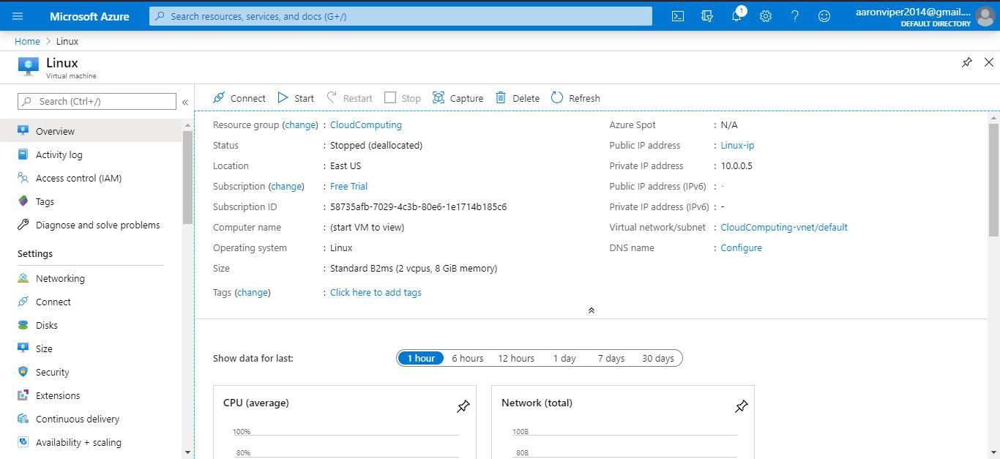 Microsoft Azure
Search resources, services, and docs (G+/)
1
aaronviper2014@gmail....
DEFAULT DIRECTORY
Home > Linux
Linux
Virtual machine
Search (Ctrl+/)
«
Overview
Activity log
Access control (IAM)
Tags
Diagnose and solve problems
Settings
Networking
Connect
Disks
Size
Security
Extensions
Continuous delivery
Availability + scaling
Connect Start Restart Stop Capture Delete Refresh
Resource group (change) : CloudComputing
Status : Stopped (deallocated)
Location : East US
Subscription (change) : Free Trial
Subscription ID : 58735afb-7029-4c3b-80e6-1e1714b185c6
Computer name : (start VM to view)
Operating system : Linux
Size : Standard B2ms (2 vcpus, 8 GiB memory)
Tags (change) : Click here to add tags
Azure Spot : N/A
Public IP address : Linux-ip
Private IP address : 10.0.0.5
Public IP address (IPv6) : -
Private IP address (IPv6) : -
Virtual network/subnet : CloudComputing-vnet/default
DNS name : Configure
Show data for last: 1 hour 6 hours 12 hours 1 day 7 days 30 days
CPU (average)
100%
80%
Network (total)
100B
80B